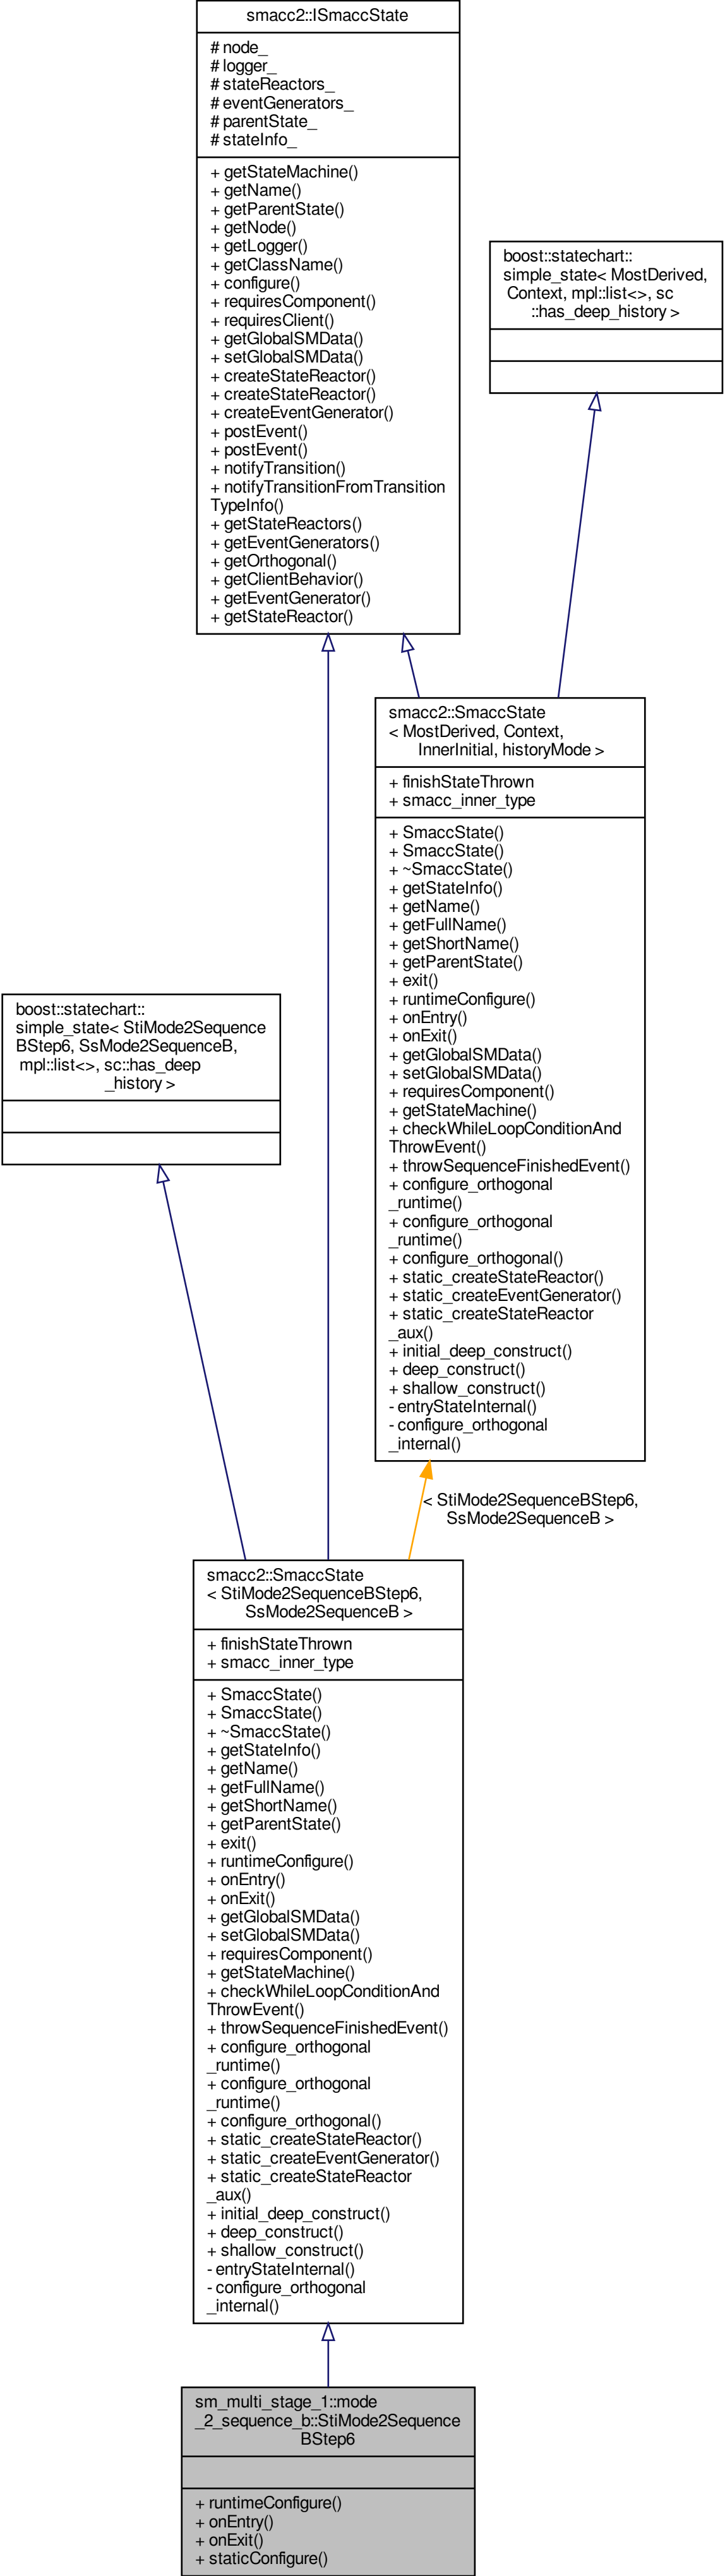 smacc2::ISmaccState
# node_
# logger_
# stateReactors_
# eventGenerators_
# parentState_
# stateInfo_
+ getStateMachine()
+ getName()
+ getParentState()
+ getNode()
+ getLogger()
+ getClassName()
+ configure()
+ requiresComponent()
+ requiresClient()
+ getGlobalSMData()
+ setGlobalSMData()
+ createStateReactor()
+ createStateReactor()
+ createEventGenerator()
+ postEvent()
+ postEvent()
+ notifyTransition()
+ notifyTransitionFromTransition
TypeInfo()
+ getStateReactors()
+ getEventGenerators()
+ getOrthogonal()
+ getClientBehavior()
+ getEventGenerator()
+ getStateReactor()
boost::statechart::
simple_state< MostDerived,
Context, mpl::list<>, sc
::has_deep_history >
smacc2::SmaccState
< MostDerived, Context,
InnerInitial, historyMode >
+ finishStateThrown
+ smacc_inner_type
+ SmaccState()
+ SmaccState()
+ ~SmaccState()
+ getStateInfo()
+ getName()
+ getFullName()
+ getShortName()
+ getParentState()
+ exit()
+ runtimeConfigure()
+ onEntry()
+ onExit()
+ getGlobalSMData()
+ setGlobalSMData()
+ requiresComponent()
+ getStateMachine()
+ checkWhileLoopConditionAnd
ThrowEvent()
+ throwSequenceFinishedEvent()
+ configure_orthogonal
_runtime()
+ configure_orthogonal
_runtime()
+ configure_orthogonal()
+ static_createStateReactor()
+ static_createEventGenerator()
+ static_createStateReactor
_aux()
+ initial_deep_construct()
+ deep_construct()
+ shallow_construct()
- entryStateInternal()
- configure_orthogonal
_internal()
boost::statechart::
simple_state< StiMode2Sequence
BStep6, SsMode2SequenceB,
mpl::list<>, sc::has_deep
_history >
< StiMode2SequenceBStep6,
SsMode2SequenceB >
smacc2::SmaccState
< StiMode2SequenceBStep6,
SsMode2SequenceB >
+ finishStateThrown
+ smacc_inner_type
+ SmaccState()
+ SmaccState()
+ ~SmaccState()
+ getStateInfo()
+ getName()
+ getFullName()
+ getShortName()
+ getParentState()
+ exit()
+ runtimeConfigure()
+ onEntry()
+ onExit()
+ getGlobalSMData()
+ setGlobalSMData()
+ requiresComponent()
+ getStateMachine()
+ checkWhileLoopConditionAnd
ThrowEvent()
+ throwSequenceFinishedEvent()
+ configure_orthogonal
_runtime()
+ configure_orthogonal
_runtime()
+ configure_orthogonal()
+ static_createStateReactor()
+ static_createEventGenerator()
+ static_createStateReactor
_aux()
+ initial_deep_construct()
+ deep_construct()
+ shallow_construct()
- entryStateInternal()
- configure_orthogonal
_internal()
sm_multi_stage_1::mode
_2_sequence_b::StiMode2Sequence
BStep6
+ runtimeConfigure()
+ onEntry()
+ onExit()
+ staticConfigure()